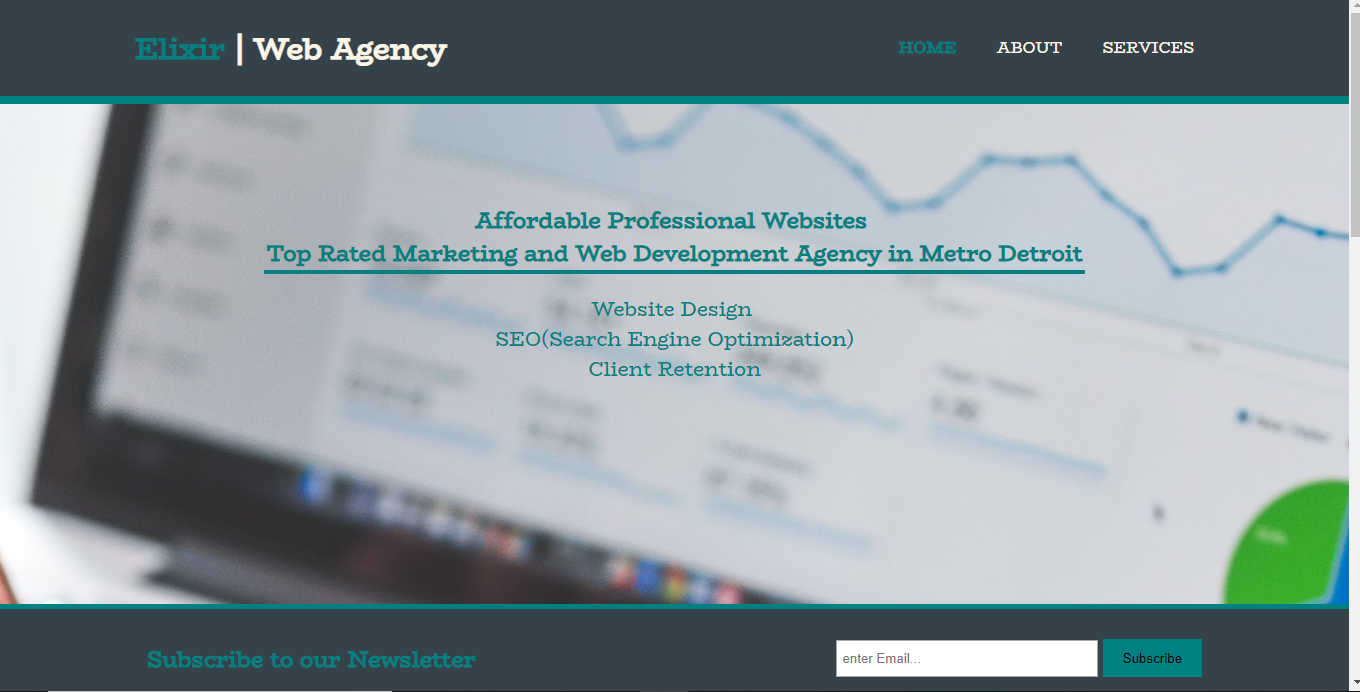 Elixir | Web Agency
HOME ABOUT SERVICES
Affordable Professional Websites
Top Rated Marketing and Web Development Agency in Metro Detroit
Website Design
SEO(Search Engine Optimization)
Client Retention
Subscribe to our Newsletter
enter Email...
Subscribe